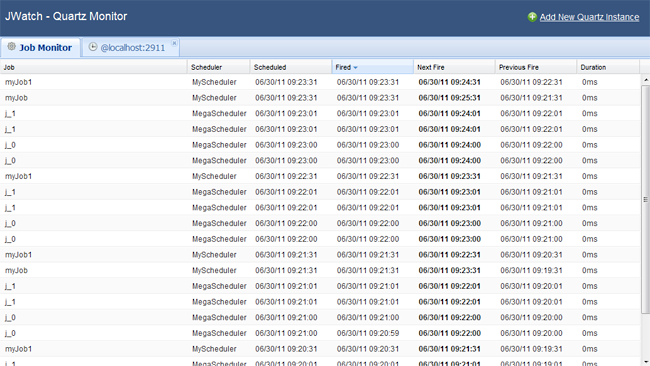 JWatch - Quartz Monitor
Add New Quartz Instance
Job Monitor @localhost:2911
Job Scheduler Scheduled Fired Next Fire Previous Fire Duration
myJob1 MyScheduler 06/30/11 09:23:31 06/30/11 09:23:31 06/30/11 09:24:31 06/30/11 09:22:31 0ms
myJob MyScheduler 06/30/11 09:23:31 06/30/11 09:23:31 06/30/11 09:25:31 06/30/11 09:21:31 0ms
j_1 MegaScheduler 06/30/11 09:23:01 06/30/11 09:23:01 06/30/11 09:24:01 06/30/11 09:22:01 0ms
j_1 MegaScheduler 06/30/11 09:23:01 06/30/11 09:23:01 06/30/11 09:24:01 06/30/11 09:22:01 0ms
j_0 MegaScheduler 06/30/11 09:23:00 06/30/11 09:23:00 06/30/11 09:24:00 06/30/11 09:22:00 0ms
j_0 MegaScheduler 06/30/11 09:23:00 06/30/11 09:23:00 06/30/11 09:24:00 06/30/11 09:22:00 0ms
myJob1 MyScheduler 06/30/11 09:22:31 06/30/11 09:22:31 06/30/11 09:23:31 06/30/11 09:21:31 0ms
j_1 MegaScheduler 06/30/11 09:22:01 06/30/11 09:22:01 06/30/11 09:23:01 06/30/11 09:21:01 0ms
j_1 MegaScheduler 06/30/11 09:22:01 06/30/11 09:22:01 06/30/11 09:23:01 06/30/11 09:21:01 0ms
j_0 MegaScheduler 06/30/11 09:22:00 06/30/11 09:22:00 06/30/11 09:23:00 06/30/11 09:21:00 0ms
j_0 MegaScheduler 06/30/11 09:22:00 06/30/11 09:22:00 06/30/11 09:23:00 06/30/11 09:21:00 0ms
myJob1 MyScheduler 06/30/11 09:21:31 06/30/11 09:21:31 06/30/11 09:22:31 06/30/11 09:20:31 0ms
myJob MyScheduler 06/30/11 09:21:31 06/30/11 09:21:31 06/30/11 09:23:31 06/30/11 09:19:31 0ms
j_1 MegaScheduler 06/30/11 09:21:01 06/30/11 09:21:01 06/30/11 09:22:01 06/30/11 09:20:01 0ms
j_1 MegaScheduler 06/30/11 09:21:01 06/30/11 09:21:01 06/30/11 09:22:01 06/30/11 09:20:01 0ms
j_0 MegaScheduler 06/30/11 09:21:00 06/30/11 09:21:00 06/30/11 09:22:00 06/30/11 09:20:00 0ms
j_0 MegaScheduler 06/30/11 09:21:00 06/30/11 09:20:59 06/30/11 09:22:00 06/30/11 09:20:00 0ms
myJob1 MyScheduler 06/30/11 09:20:31 06/30/11 09:20:31 06/30/11 09:21:31 06/30/11 09:19:31 0ms
j_1 MegaScheduler 06/30/11 09:20:01 06/30/11 09:20:01 06/30/11 09:21:01 06/30/11 09:19:01 0ms